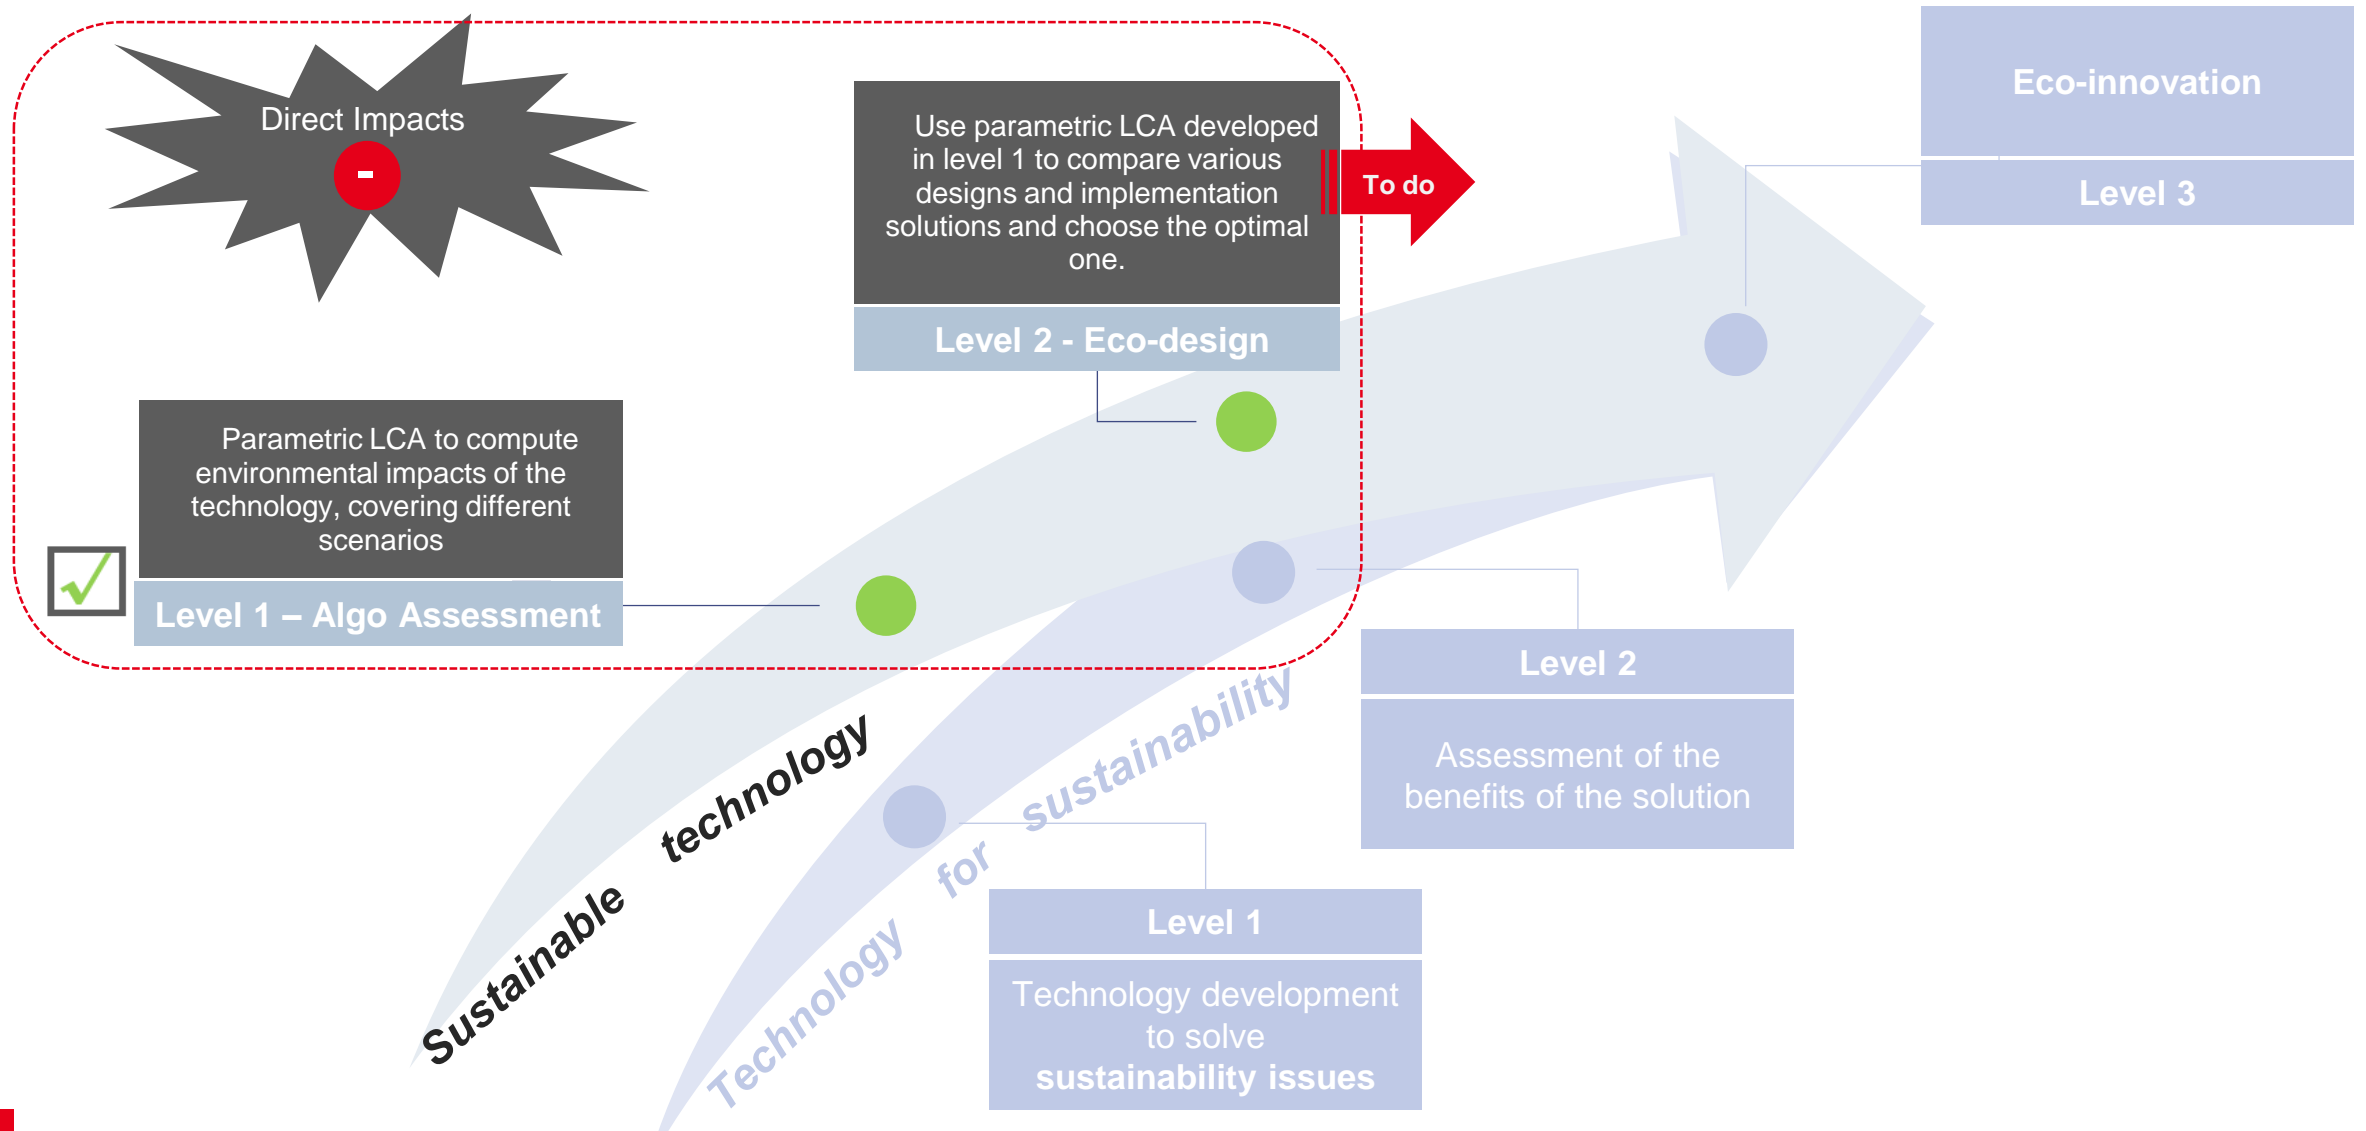 Direct Impacts
-
Use parametric LCA developed
in level 1 to compare various
designs and implementation
solutions and choose the optimal
one.
Level 2 - Eco-design
To do
Eco-innovation
Level 3
Parametric LCA to compute
environmental impacts of the
technology, covering different
scenarios
Level 1 – Algo Assessment
Sustainable technology
Technology for sustainability
Level 2
Assessment of the
benefits of the solution
Level 1
Technology development
to solve
sustainability issues